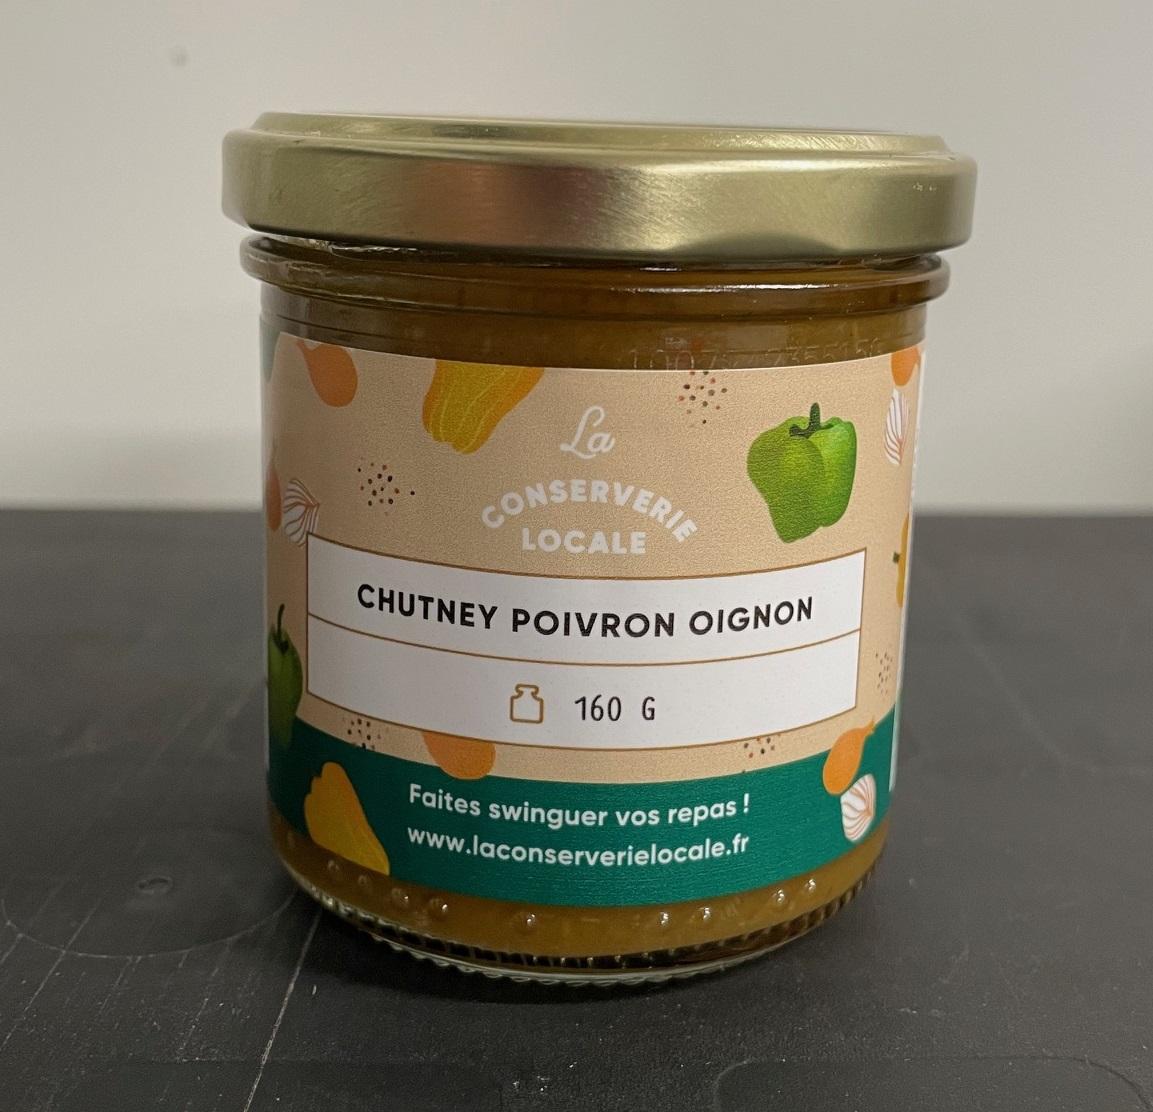 La
CONSERVERIE
LOCALE
CHUTNEY POIVRON OIGNON
160 G
Faites swinguer vos repas !
www.laconserverielocale.fr